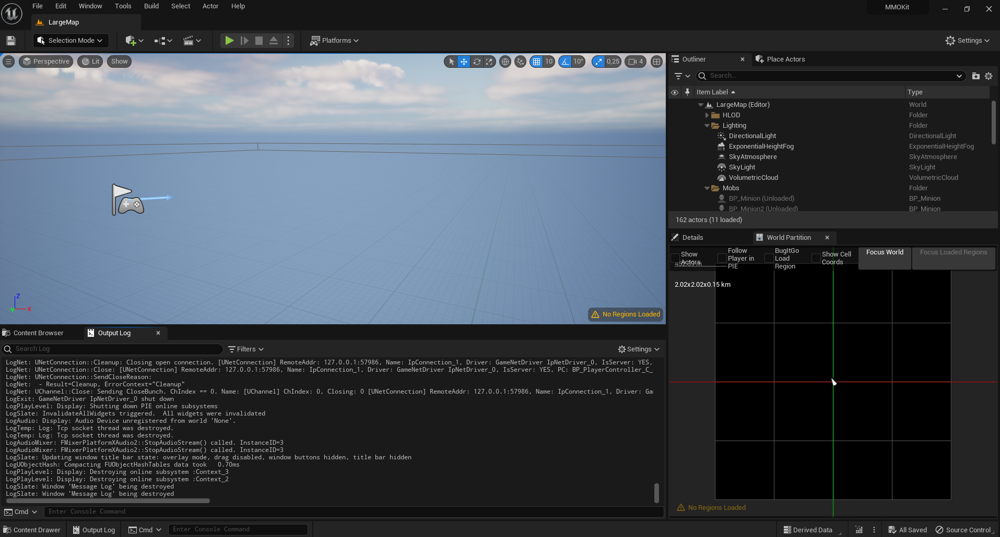 File Edit Window Tools Build Select Actor Help
MMOKit
LargeMap
Selection Mode
Platforms
Settings
Perspective Lit Show
10 10° 0,25 4
Z
X
No Regions Loaded
Outliner Place Actors
Search...
Item Label Type
LargeMap (Editor) World
HLOD Folder
Lighting Folder
DirectionalLight DirectionalLight
ExponentialHeightFog ExponentialHeightFog
SkyAtmosphere SkyAtmosphere
SkyLight SkyLight
VolumetricCloud VolumetricCloud
Mobs Folder
BP_Minion (Unloaded) BP_Minion
BP_Minion2 (Unloaded) BP_Minion
162 actors (11 loaded)
Details World Partition
Show Actors
Follow Player in PIE
BugItGo Load Region
Show Cell Coords
Focus World
Focus Loaded Regions
2.02x2.02x0.15 km
No Regions Loaded
Content Browser Output Log
Search Log Filters Settings
LogNet: UNetConnection::Cleanup: Closing open connection. [UNetConnection] RemoteAddr: 127.0.0.1:57986, Name: IpConnection_1, Driver: GameNetDriver IpNetDriver_0, IsServer: YES,
LogNet: UNetConnection::Close: [UNetConnection] RemoteAddr: 127.0.0.1:57986, Name: IpConnection_1, Driver: GameNetDriver IpNetDriver_0, IsServer: YES, PC: BP_PlayerController_C_
LogNet: UNetConnection::SendCloseReason:
LogNet:  - Result=Cleanup, ErrorContext="Cleanup"
LogNet: UChannel::Close: Sending CloseBunch. ChIndex == 0. Name: [UChannel] ChIndex: 0, Closing: 0 [UNetConnection] RemoteAddr: 127.0.0.1:57986, Name: IpConnection_1, Driver: Ga
LogExit: GameNetDriver IpNetDriver_0 shut down
LogPlayLevel: Display: Shutting down PIE online subsystems
LogSlate: InvalidateAllWidgets triggered.  All widgets were invalidated
LogAudio: Display: Audio Device unregistered from world 'None'.
LogTemp: Log: Tcp socket thread was destroyed.
LogTemp: Log: Tcp socket thread was destroyed.
LogAudioMixer: FMixerPlatformXAudio2::StopAudioStream() called. InstanceID=3
LogAudioMixer: FMixerPlatformXAudio2::StopAudioStream() called. InstanceID=3
LogSlate: Updating window title bar state: overlay mode, drag disabled, window buttons hidden, title bar hidden
LogUObjectHash: Compacting FUObjectHashTables data took   0.70ms
LogPlayLevel: Display: Destroying online subsystem :Context_3
LogPlayLevel: Display: Destroying online subsystem :Context_2
LogSlate: Window 'Message Log' being destroyed
LogSlate: Window 'Message Log' being destroyed
Cmd Enter Console Command
Content Drawer Output Log Cmd Enter Console Command Derived Data All Saved Source Control